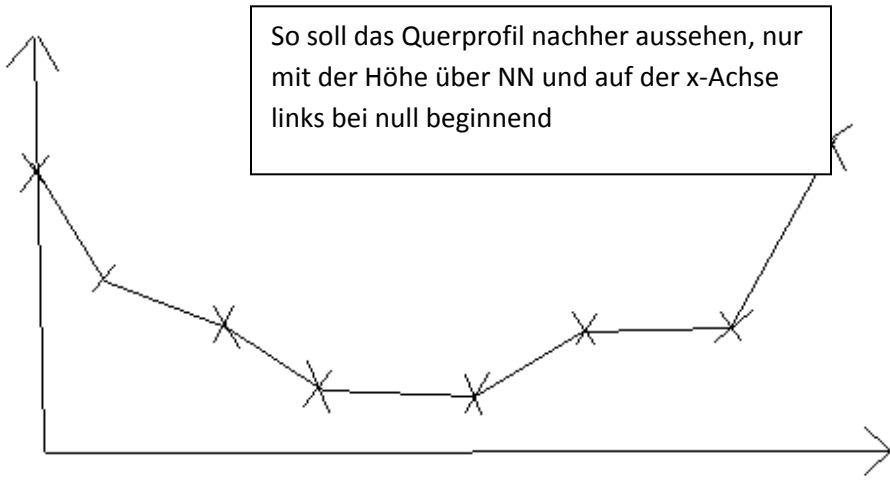 So soll das Querprofil nachher aussehen, nur
mit der Höhe über NN und auf der x-Achse
links bei null beginnend